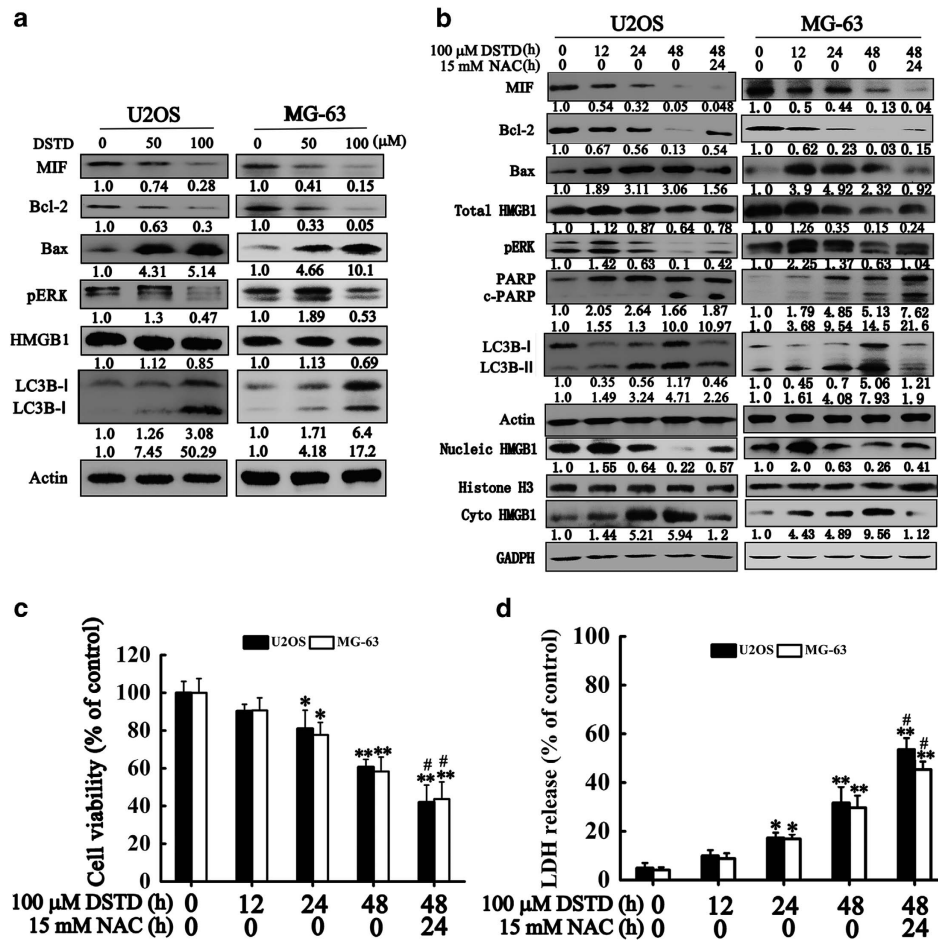 a
U2OS MG-63
DSTD 0 50 100 0 50 100 (μM)
MIF
1.0 0.74 0.28 1.0 0.41 0.15
Bcl-2
1.0 0.63 0.3 1.0 0.33 0.05
Bax
1.0 4.31 5.14 1.0 4.66 10.1
pERK
1.0 1.3 0.47 1.0 1.89 0.53
HMGB1
1.0 1.12 0.85 1.0 1.13 0.69
LC3B-I
LC3B-I
1.0 1.26 3.08 1.0 1.71 6.4
1.0 7.45 50.29 1.0 4.18 17.2
Actin
b
U2OS MG-63
100 μM DSTD(h) 0 12 24 48 48 0 12 24 48 48
15 mM NAC(h) 0 0 0 0 24 0 0 0 0 24
MIF
1.0 0.54 0.32 0.05 0.048 1.0 0.5 0.44 0.13 0.04
Bcl-2
1.0 0.67 0.56 0.13 0.54 1.0 0.62 0.23 0.03 0.15
Bax
1.0 1.89 3.11 3.06 1.56 1.0 3.9 4.92 2.32 0.92
Total HMGB1
1.0 1.12 0.87 0.64 0.78 1.0 1.26 0.35 0.15 0.24
pERK
1.0 1.42 0.63 0.1 0.42 1.0 2.25 1.37 0.63 1.04
PARP
c-PARP
1.0 2.05 2.64 1.66 1.87 1.0 1.79 4.85 5.13 7.62
1.0 1.55 1.3 10.0 10.97 1.0 3.68 9.54 14.5 21.6
LC3B-I
LC3B-II
1.0 0.35 0.56 1.17 0.46 1.0 0.45 0.7 5.06 1.21
1.0 1.49 3.24 4.71 2.26 1.0 1.61 4.08 7.93 1.9
Actin
Nucleic HMGB1
1.0 1.55 0.64 0.22 0.57 1.0 2.0 0.63 0.26 0.41
Histone H3
Cyto HMGB1
1.0 1.44 5.21 5.94 1.2 1.0 4.43 4.89 9.56 1.12
GADPH
c
Cell viability (% of control)
U2OS MG-63
120
100
80
60
40
20
0
* *
** **
# #
** **
100 μM DSTD (h) 0 12 24 48 48
15 mM NAC (h) 0 0 0 0 24
d
LDH release (% of control)
U2OS MG-63
100
80
60
40
20
0
* *
** **
# #
** **
100 μM DSTD (h) 0 12 24 48 48
15 mM NAC (h) 0 0 0 0 24